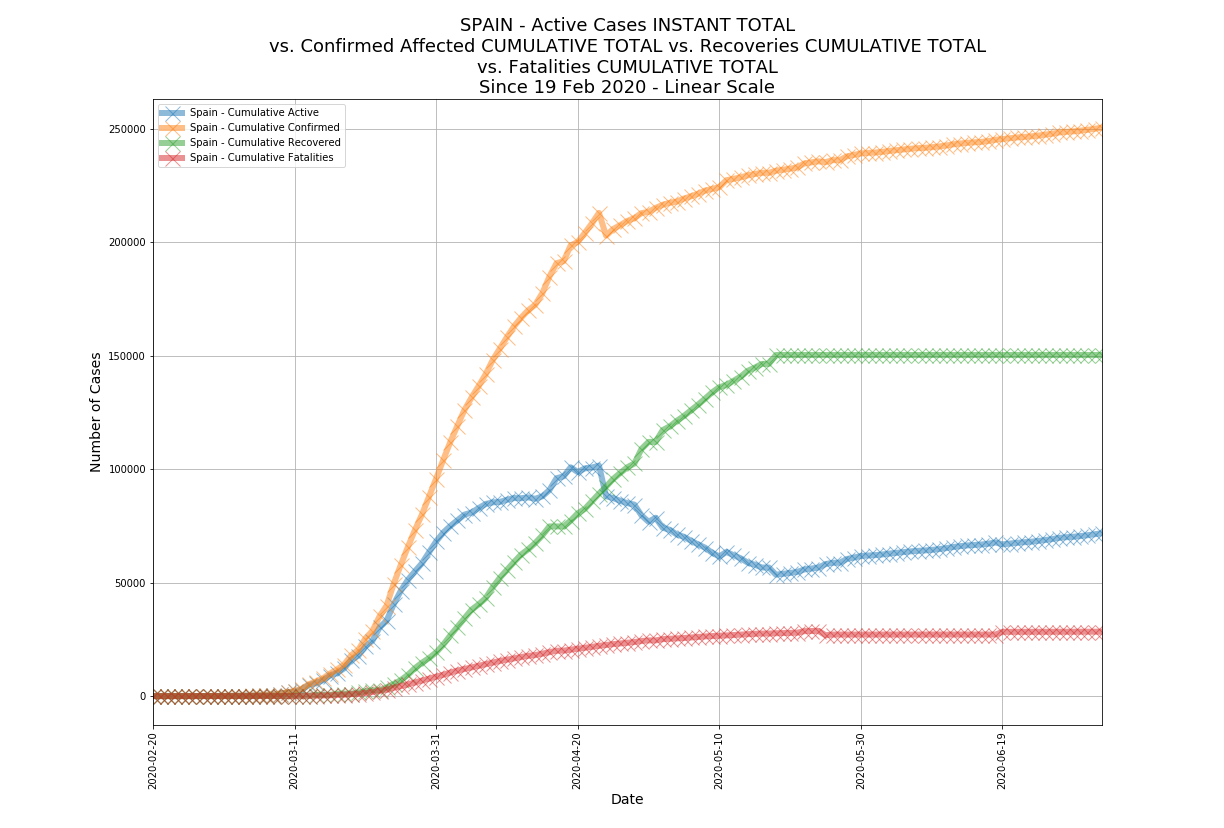 SPAIN - Active Cases INSTANT TOTAL
vs. Confirmed Affected CUMULATIVE TOTAL vs. Recoveries CUMULATIVE TOTAL
vs. Fatalities CUMULATIVE TOTAL
Since 19 Feb 2020 - Linear Scale
Spain - Cumulative Active
Spain - Cumulative Confirmed
Spain - Cumulative Recovered
Spain - Cumulative Fatalities
Number of Cases
250000
200000
150000
100000
50000
0
2020-02-20
2020-03-11
2020-03-31
2020-04-20
2020-05-10
2020-05-30
2020-06-19
Date